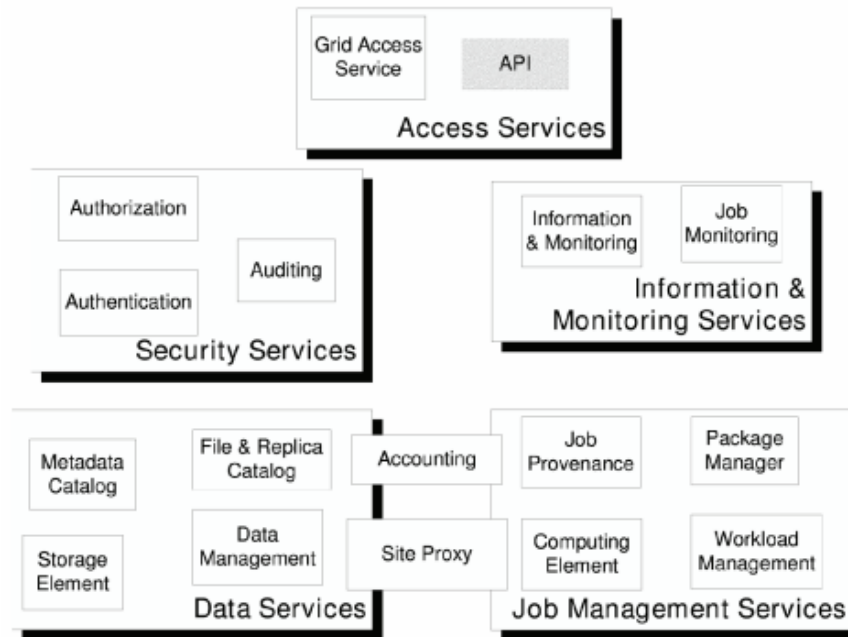 Grid Access
Service
API
Access Services
Authorization
Authentication
Auditing
Security Services
Information
& Monitoring
Job
Monitoring
Information &
Monitoring Services
Metadata
Catalog
File & Replica
Catalog
Storage
Element
Data
Management
Data Services
Accounting
Site Proxy
Job
Provenance
Package
Manager
Computing
Element
Workload
Management
Job Management Services